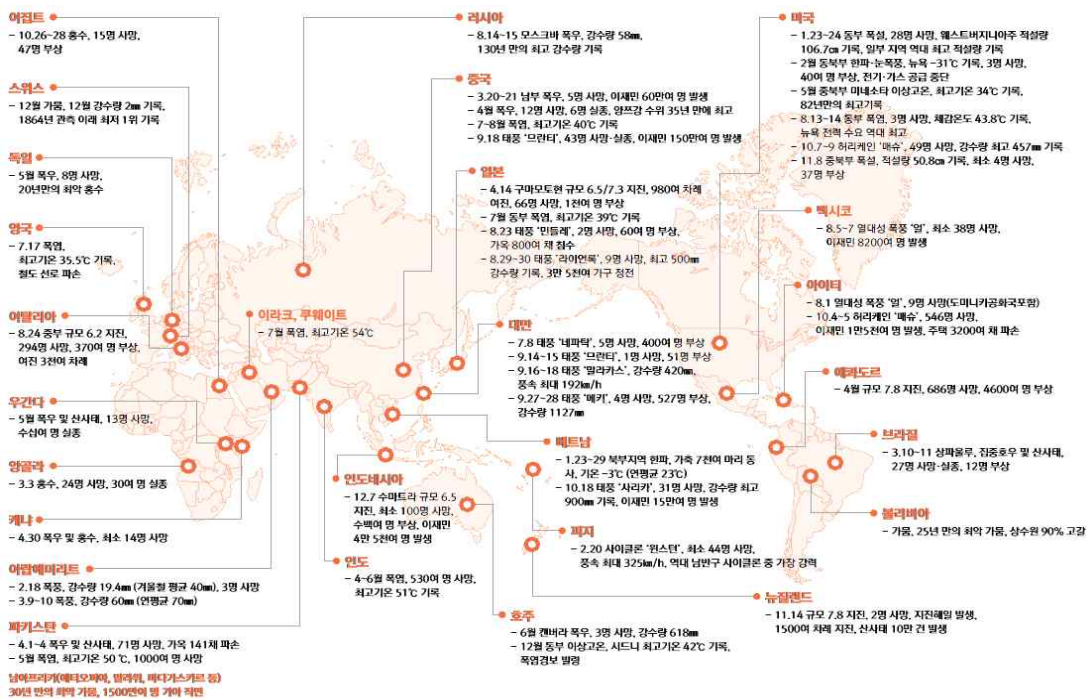 이집트
- 10.26~28 홍수, 15명 사망,
47명 부상
스위스
- 12월 가뭄, 12월 강수량 2㎜ 기록,
1864년 관측 이래 최저 1위 기록
독일
- 5월 폭우, 8명 사망,
20년만의 최악 홍수
영국
- 7.17 폭염,
최고기온 35.5℃ 기록,
철도 선로 파손
이탈리아
- 8.24 중부 규모 6.2 지진,
294명 사망, 370여 명 부상,
여진 3천여 차례
우간다
- 5월 폭우 및 산사태, 13명 사망,
수십여 명 실종
앙골라
- 3.3 홍수, 24명 사망, 30여 명 실종
케냐
- 4.30 폭우 및 홍수, 최소 14명 사망
아랍에미리트
- 2.18 폭풍, 강수량 19.4㎜ (겨울철 평균 40㎜), 3명 사망
- 3.9~10 폭풍, 강수량 60㎜ (연평균 70㎜)
파키스탄
- 4.1~4 폭우 및 산사태, 71명 사망, 가옥 141채 파손
- 5월 폭염, 최고기온 50 ℃, 1000여 명 사망
남아프리카(에티오피아, 말라위, 마다가스카르 등)
30년 만의 최악 가뭄, 1500만여 명 기아 직면
러시아
- 8.14~15 모스크바 폭우, 강수량 58㎜,
130년 만의 최고 강수량 기록
중국
- 3.20~21 남부 폭우, 5명 사망, 이재민 60만여 명 발생
- 4월 폭우, 12명 사망, 6명 실종, 양쯔강 수위 35년 만에 최고
- 7~8월 폭염, 최고기온 40℃ 기록
- 9.18 태풍 '므란티', 43명 사망·실종, 이재민 150만여 명 발생
일본
- 4.14 구마모토현 규모 6.5/7.3 지진, 980여 차례
여진, 66명 사망, 1천여 명 부상
- 7월 동부 폭염, 최고기온 39℃ 기록
- 8.23 태풍 '민들레', 2명 사망, 60여 명 부상,
가옥 800여 채 침수
- 8.29~30 태풍 '라이언록', 9명 사망, 최고 500㎜
강수량 기록, 3만 5천여 가구 정전
이라크, 쿠웨이트
- 7월 폭염, 최고기온 54℃
대만
- 7.8 태풍 '네파탁', 5명 사망, 400여 명 부상
- 9.14~15 태풍 '므란티', 1명 사망, 51명 부상
- 9.16~18 태풍 '말라카스', 강수량 420㎜,
풍속 최대 192㎞/h
- 9.27~28 태풍 '메기', 4명 사망, 527명 부상,
강수량 1127㎜
베트남
- 1.23~29 북부지역 한파, 가축 7천여 마리 동
사, 기온 -3℃ (연평균 23℃)
- 10.18 태풍 '사리카', 31명 사망, 강수량 최고
900㎜ 기록, 이재민 15만여 명 발생
인도네시아
- 12.7 수마트라 규모 6.5
지진, 최소 100명 사망,
수백여 명 부상, 이재민
4만 5천여 명 발생
피지
- 2.20 사이클론 '윈스턴', 최소 44명 사망,
풍속 최대 325㎞/h, 역대 남반구 사이클론 중 가장 강력
인도
- 4~6월 폭염, 530여 명 사망,
최고기온 51℃ 기록
호주
- 6월 캔버라 폭우, 3명 사망, 강수량 618㎜
- 12월 동부 이상고온, 시드니 최고기온 42℃ 기록,
폭염경보 발령
뉴질랜드
- 11.14 규모 7.8 지진, 2명 사망, 지진해일 발생,
1500여 차례 지진, 산사태 10만 건 발생
미국
- 1.23~24 동부 폭설, 28명 사망, 웨스트버지니아주 적설량
106.7㎝ 기록, 일부 지역 역대 최고 적설량 기록
- 2월 동북부 한파·눈폭풍, 뉴욕 -31℃ 기록, 3명 사망,
40여 명 부상, 전기·가스 공급 중단
- 5월 중북부 미네소타 이상고온, 최고기온 34℃ 기록,
82년만의 최고기록
- 8.13~14 동부 폭염, 3명 사망, 체감온도 43.8℃ 기록,
뉴욕 전력 수요 역대 최고
- 10.7~9 허리케인 '매슈', 49명 사망, 강수량 최고 457㎜ 기록
- 11.8 중북부 폭설, 적설량 50.8㎝ 기록, 최소 4명 사망,
37명 부상
멕시코
- 8.5~7 열대성 폭풍 '얼', 최소 38명 사망,
이재민 8200여 명 발생
아이티
- 8.1 열대성 폭풍 '얼', 9명 사망(도미니카공화국포함)
- 10.4~5 허리케인 '매슈', 546명 사망,
이재민 1만5천여 명 발생, 주택 3200여 채 파손
에콰도르
- 4월 규모 7.8 지진, 686명 사망, 4600여 명 부상
브라질
- 3.10~11 상파울루, 집중호우 및 산사태,
27명 사망·실종, 12명 부상
볼리비아
- 가뭄, 25년 만의 최악 가뭄, 상수원 90% 고갈